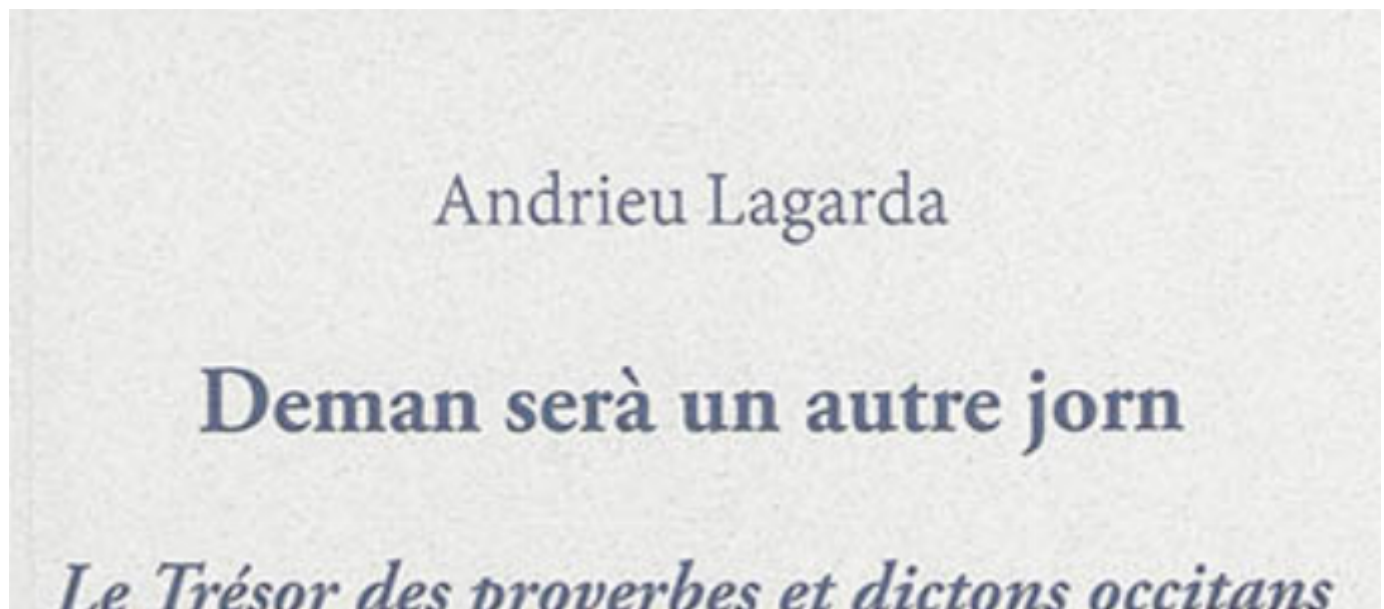 Andrieu Lagarda
Deman serà un autre jorn
Le Trésor des proverbes et dictons occitans